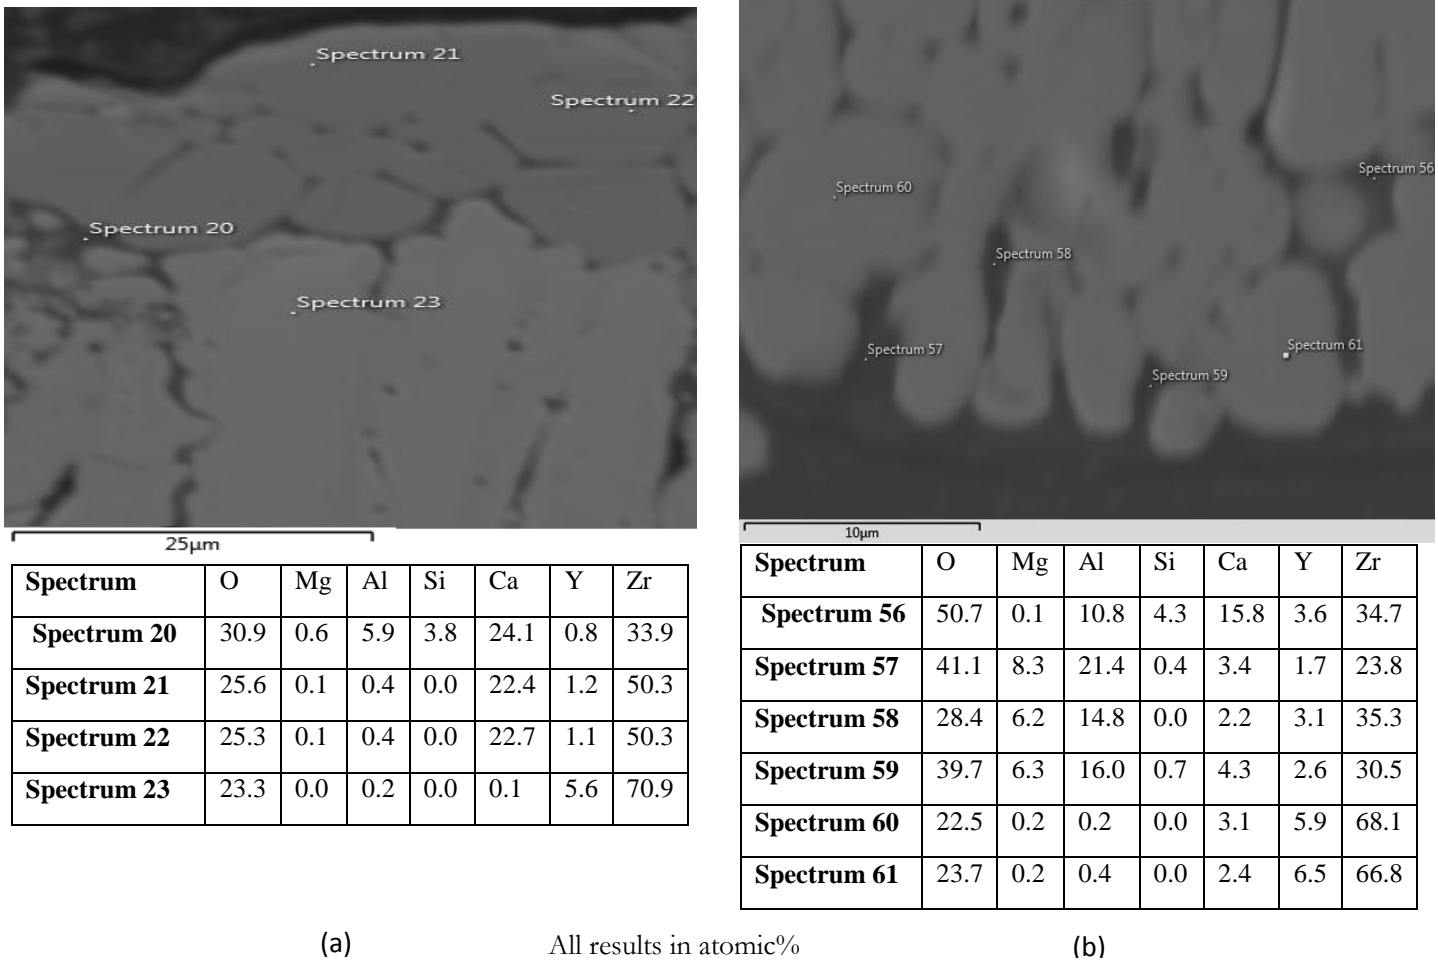 Spectrum 21
Spectrum 22
Spectrum 20
Spectrum 23
25µm
Spectrum O Mg Al Si Ca Y Zr
Spectrum 20 30.9 0.6 5.9 3.8 24.1 0.8 33.9
Spectrum 21 25.6 0.1 0.4 0.0 22.4 1.2 50.3
Spectrum 22 25.3 0.1 0.4 0.0 22.7 1.1 50.3
Spectrum 23 23.3 0.0 0.2 0.0 0.1 5.6 70.9
(a)
Spectrum 56
Spectrum 60
Spectrum 58
Spectrum 57
Spectrum 61
Spectrum 59
10µm
Spectrum O Mg Al Si Ca Y Zr
Spectrum 56 50.7 0.1 10.8 4.3 15.8 3.6 34.7
Spectrum 57 41.1 8.3 21.4 0.4 3.4 1.7 23.8
Spectrum 58 28.4 6.2 14.8 0.0 2.2 3.1 35.3
Spectrum 59 39.7 6.3 16.0 0.7 4.3 2.6 30.5
Spectrum 60 22.5 0.2 0.2 0.0 3.1 5.9 68.1
Spectrum 61 23.7 0.2 0.4 0.0 2.4 6.5 66.8
All results in atomic%
(b)